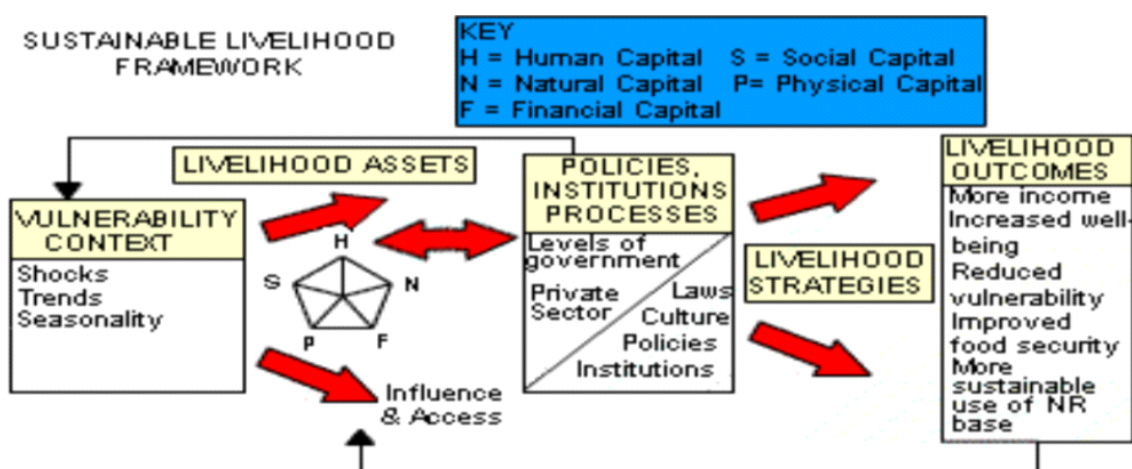 SUSTAINABLE LIVELIHOOD
FRAMEWORK
KEY
H = Human Capital S = Social Capital
N = Natural Capital P= Physical Capital
F = Financial Capital
LIVELIHOOD ASSETS
VULNERABILITY
CONTEXT
Shocks
Trends
Seasonality
H
S
N
P
F
Influence
& Access
POLICIES,
INSTITUTIONS
PROCESSES
Levels of
government
Private
Sector
Laws
Culture
Policies
Institutions
LIVELIHOOD
STRATEGIES
LIVELIHOOD
OUTCOMES
More income
Increased well-
being
Reduced
vulnerability
Improved
food security
More
sustainable
use of NR
base